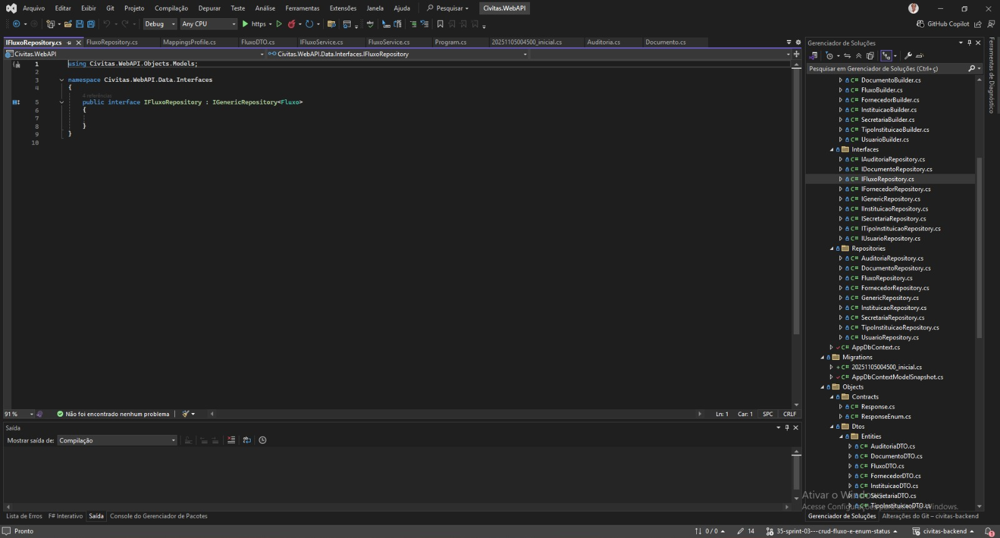 Arquivo Editar Exibir Git Projeto Compilação Depurar Teste Análise Ferramentas Extensões Janela Ajuda Pesquisar Civitas.WebAPI
Debug Any CPU https GitHub Copilot
IFluxoRepository.cs FluxoRepository.cs MappingsProfile.cs FluxoDTO.cs IFluxoService.cs FluxoService.cs Program.cs 20251105004500_inicial.cs Auditoria.cs Documento.cs
Civitas.WebAPI Civitas.WebAPI.Data.Interfaces.IFluxoRepository
1 using Civitas.WebAPI.Objects.Models;
2
3 namespace Civitas.WebAPI.Data.Interfaces
4 {
4 referências
5 public interface IFluxoRepository : IGenericRepository<Fluxo>
6 {
7
8 }
9 }
10
91 % Não foi encontrado nenhum problema Ln: 1 Car: 1 SPC CRLF
Saída
Mostrar saída de: Compilação
Lista de Erros F# Interativo Saída Console do Gerenciador de Pacotes
Gerenciador de Soluções
Pesquisar em Gerenciador de Soluções (Ctrl+ç)
C# DocumentoBuilder.cs
C# FluxoBuilder.cs
C# FornecedorBuilder.cs
C# InstituicaoBuilder.cs
C# SecretariaBuilder.cs
C# TipoInstituicaoBuilder.cs
C# UsuarioBuilder.cs
Interfaces
C# IAuditoriaRepository.cs
C# IDocumentoRepository.cs
C# IFluxoRepository.cs
C# IFornecedorRepository.cs
C# IGenericRepository.cs
C# IInstituicaoRepository.cs
C# ISecretariaRepository.cs
C# ITipoInstituicaoRepository.cs
C# IUsuarioRepository.cs
Repositories
C# AuditoriaRepository.cs
C# DocumentoRepository.cs
C# FluxoRepository.cs
C# FornecedorRepository.cs
C# GenericRepository.cs
C# InstituicaoRepository.cs
C# SecretariaRepository.cs
C# TipoInstituicaoRepository.cs
C# UsuarioRepository.cs
C# AppDbContext.cs
Migrations
C# 20251105004500_inicial.cs
C# AppDbContextModelSnapshot.cs
Objects
Contracts
C# Response.cs
C# ResponseEnum.cs
Dtos
Entities
C# AuditoriaDTO.cs
C# DocumentoDTO.cs
C# FluxoDTO.cs
C# FornecedorDTO.cs
C# InstituicaoDTO.cs
C# SecretariaDTO.cs
C# TipoInstituicaoDTO.cs
Ativar o Windows
Acesse Configurações para ativar o Windows.
Gerenciador de Soluções Alterações do Git – civitas-backend
Ferramentas de Diagnóstico
Pronto 0 / 0 14 35-sprint-03---crud-fluxo-e-enum-status civitas-backend 1